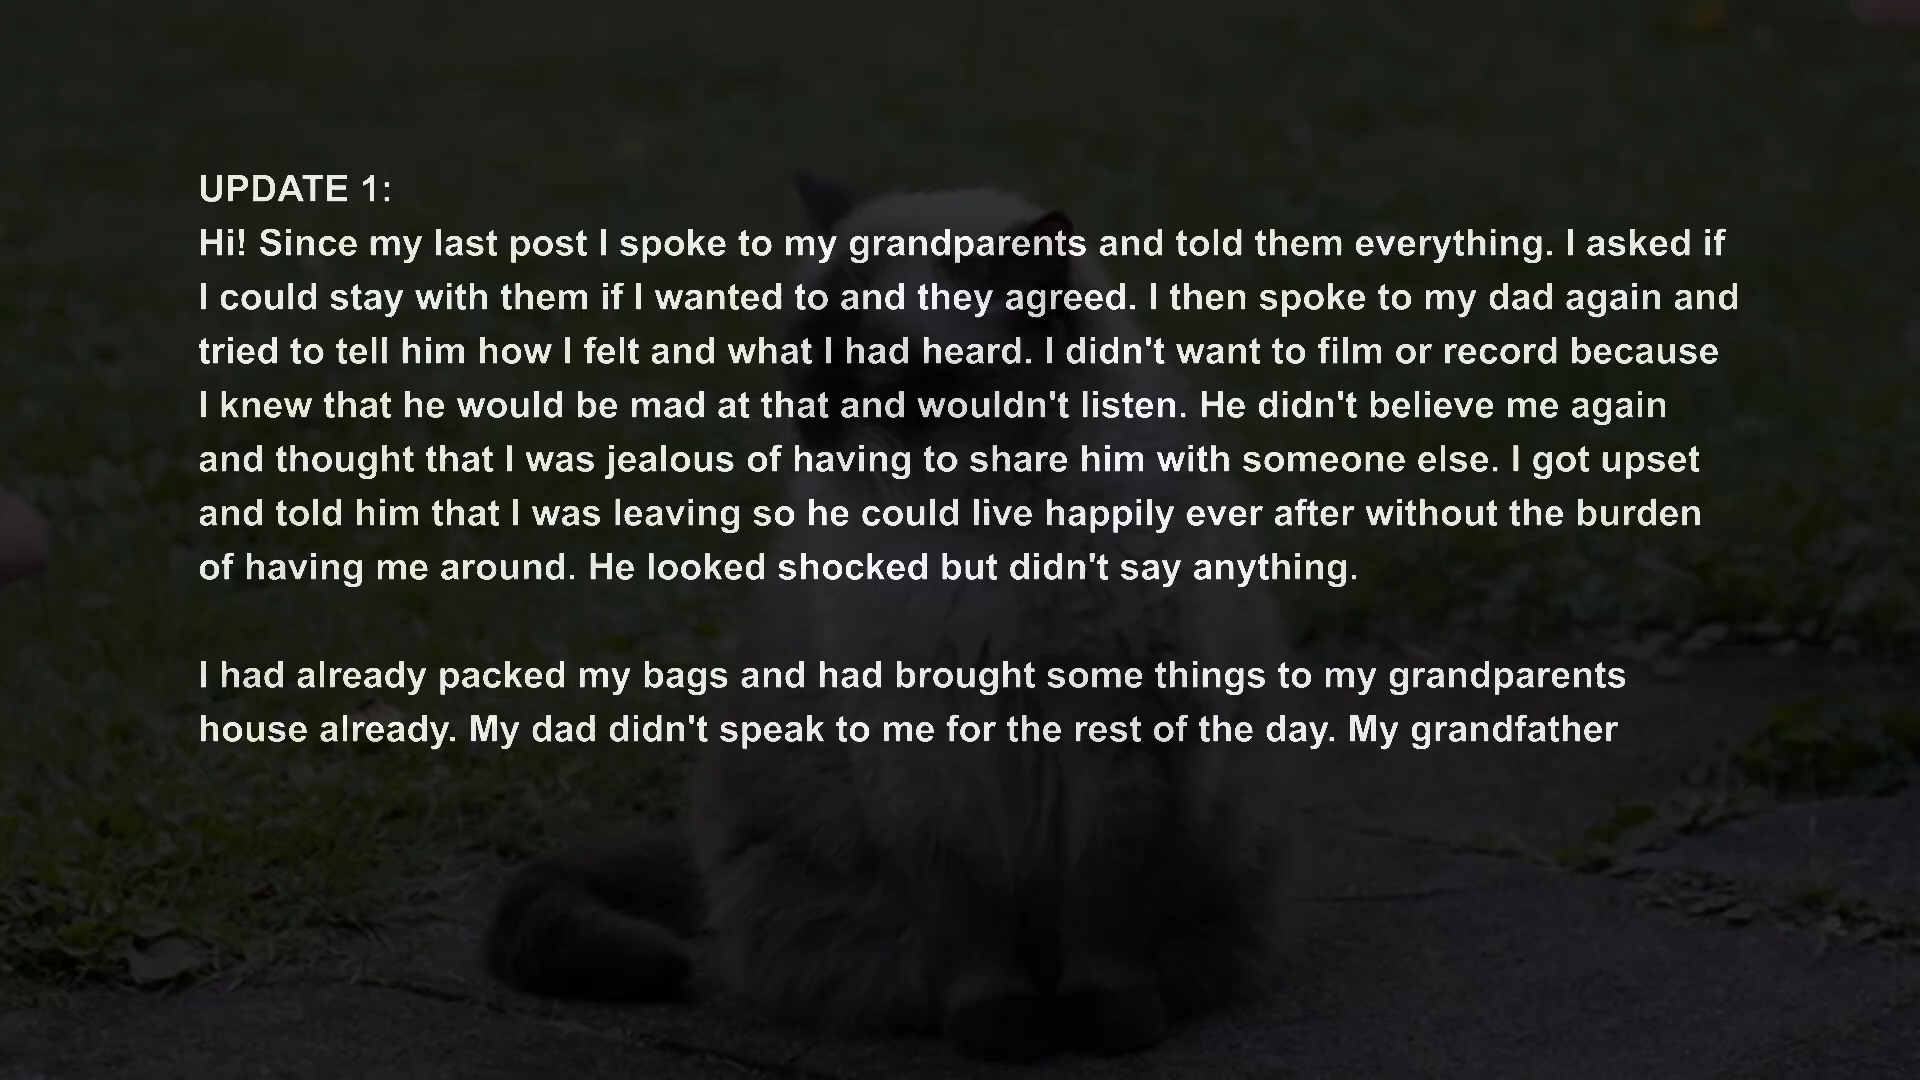 UPDATE 1:
Hi! Since my last post I spoke to my grandparents and told them everything. I asked if
I could stay with them if I wanted to and they agreed. I then spoke to my dad again and
tried to tell him how I felt and what I had heard. I didn't want to film or record because
I knew that he would be mad at that and wouldn't listen. He didn't believe me again
and thought that I was jealous of having to share him with someone else. I got upset
and told him that I was leaving so he could live happily ever after without the burden
of having me around. He looked shocked but didn't say anything.
I had already packed my bags and had brought some things to my grandparents
house already. My dad didn't speak to me for the rest of the day. My grandfather